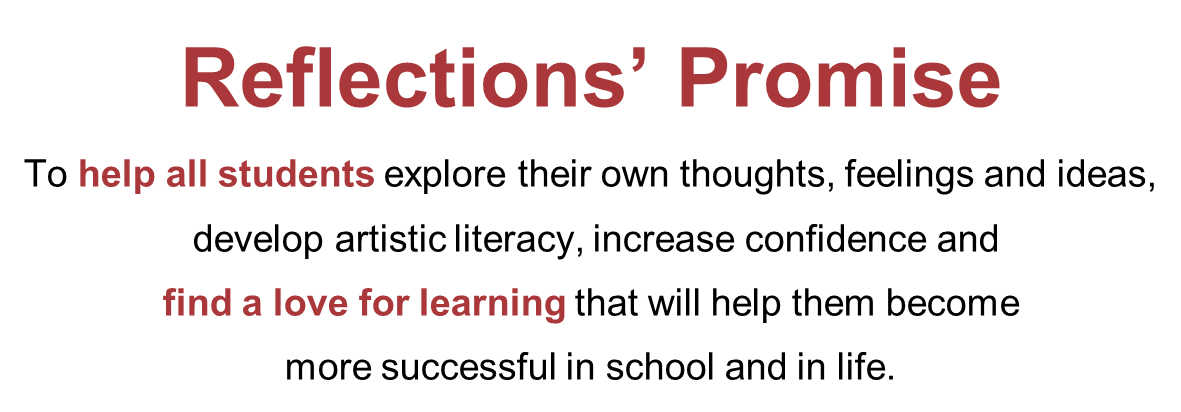 Reflections’ Promise
To help all students explore their own thoughts, feelings and ideas,
develop artistic literacy, increase confidence and
find a love for learning that will help them become
more successful in school and in life.